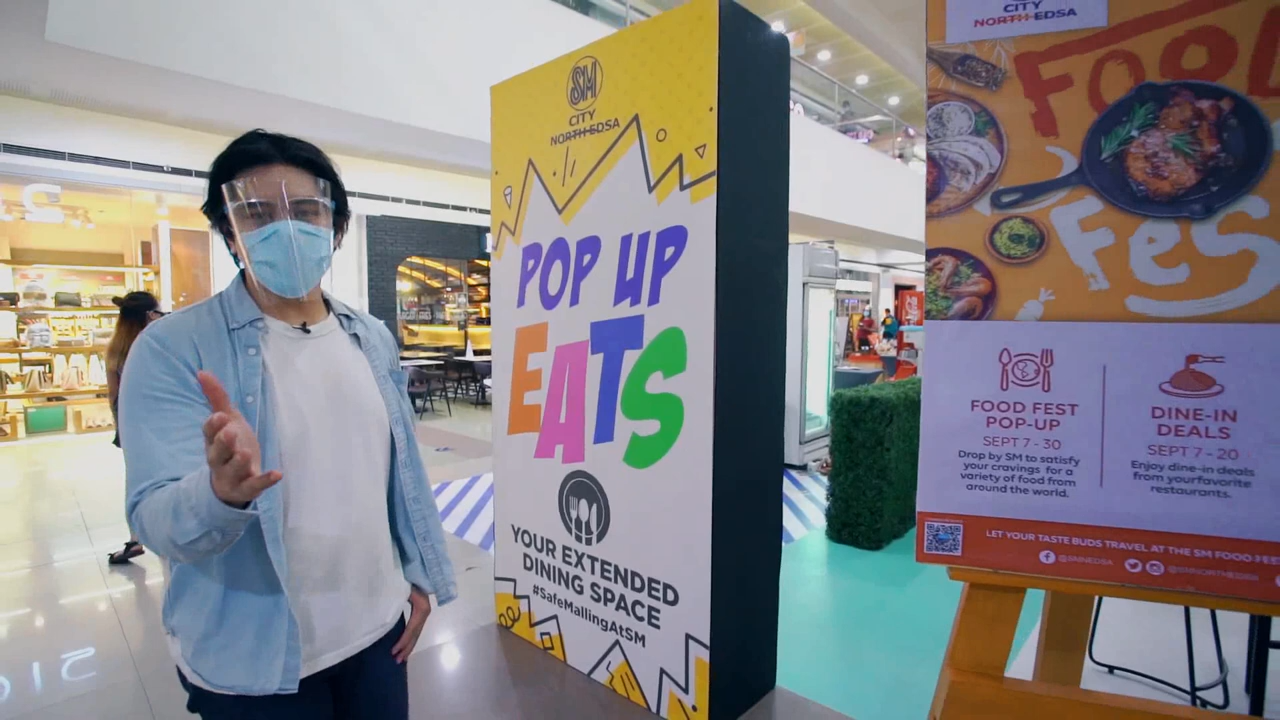 SM
CITY
NORTH EDSA
POP UP
EATS
YOUR EXTENDED
DINING SPACE
#SafeMallingAtSM
CITY
NORTH EDSA
FOOD
FeS
FOOD FEST
POP-UP
SEPT 7 - 30
Drop by SM to satisfy
your cravings for a
variety of food from
around the world.
DINE-IN
DEALS
SEPT 7 - 20
Enjoy dine-in deals
from yourfavorite
restaurants.
LET YOUR TASTE BUDS TRAVEL AT THE SM FOOD FES